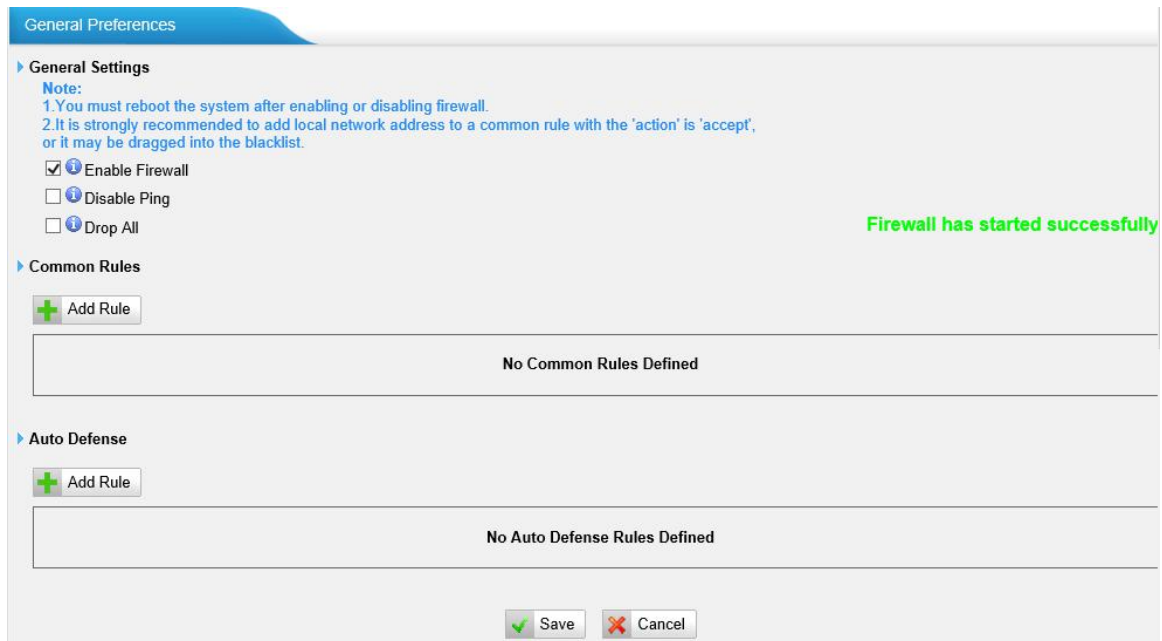 General Preferences
General Settings
Note:
1.You must reboot the system after enabling or disabling firewall.
2.It is strongly recommended to add local network address to a common rule with the 'action' is 'accept',
or it may be dragged into the blacklist.
Enable Firewall
Disable Ping
Drop All
Firewall has started successfully
Common Rules
Add Rule
No Common Rules Defined
Auto Defense
Add Rule
No Auto Defense Rules Defined
Save Cancel